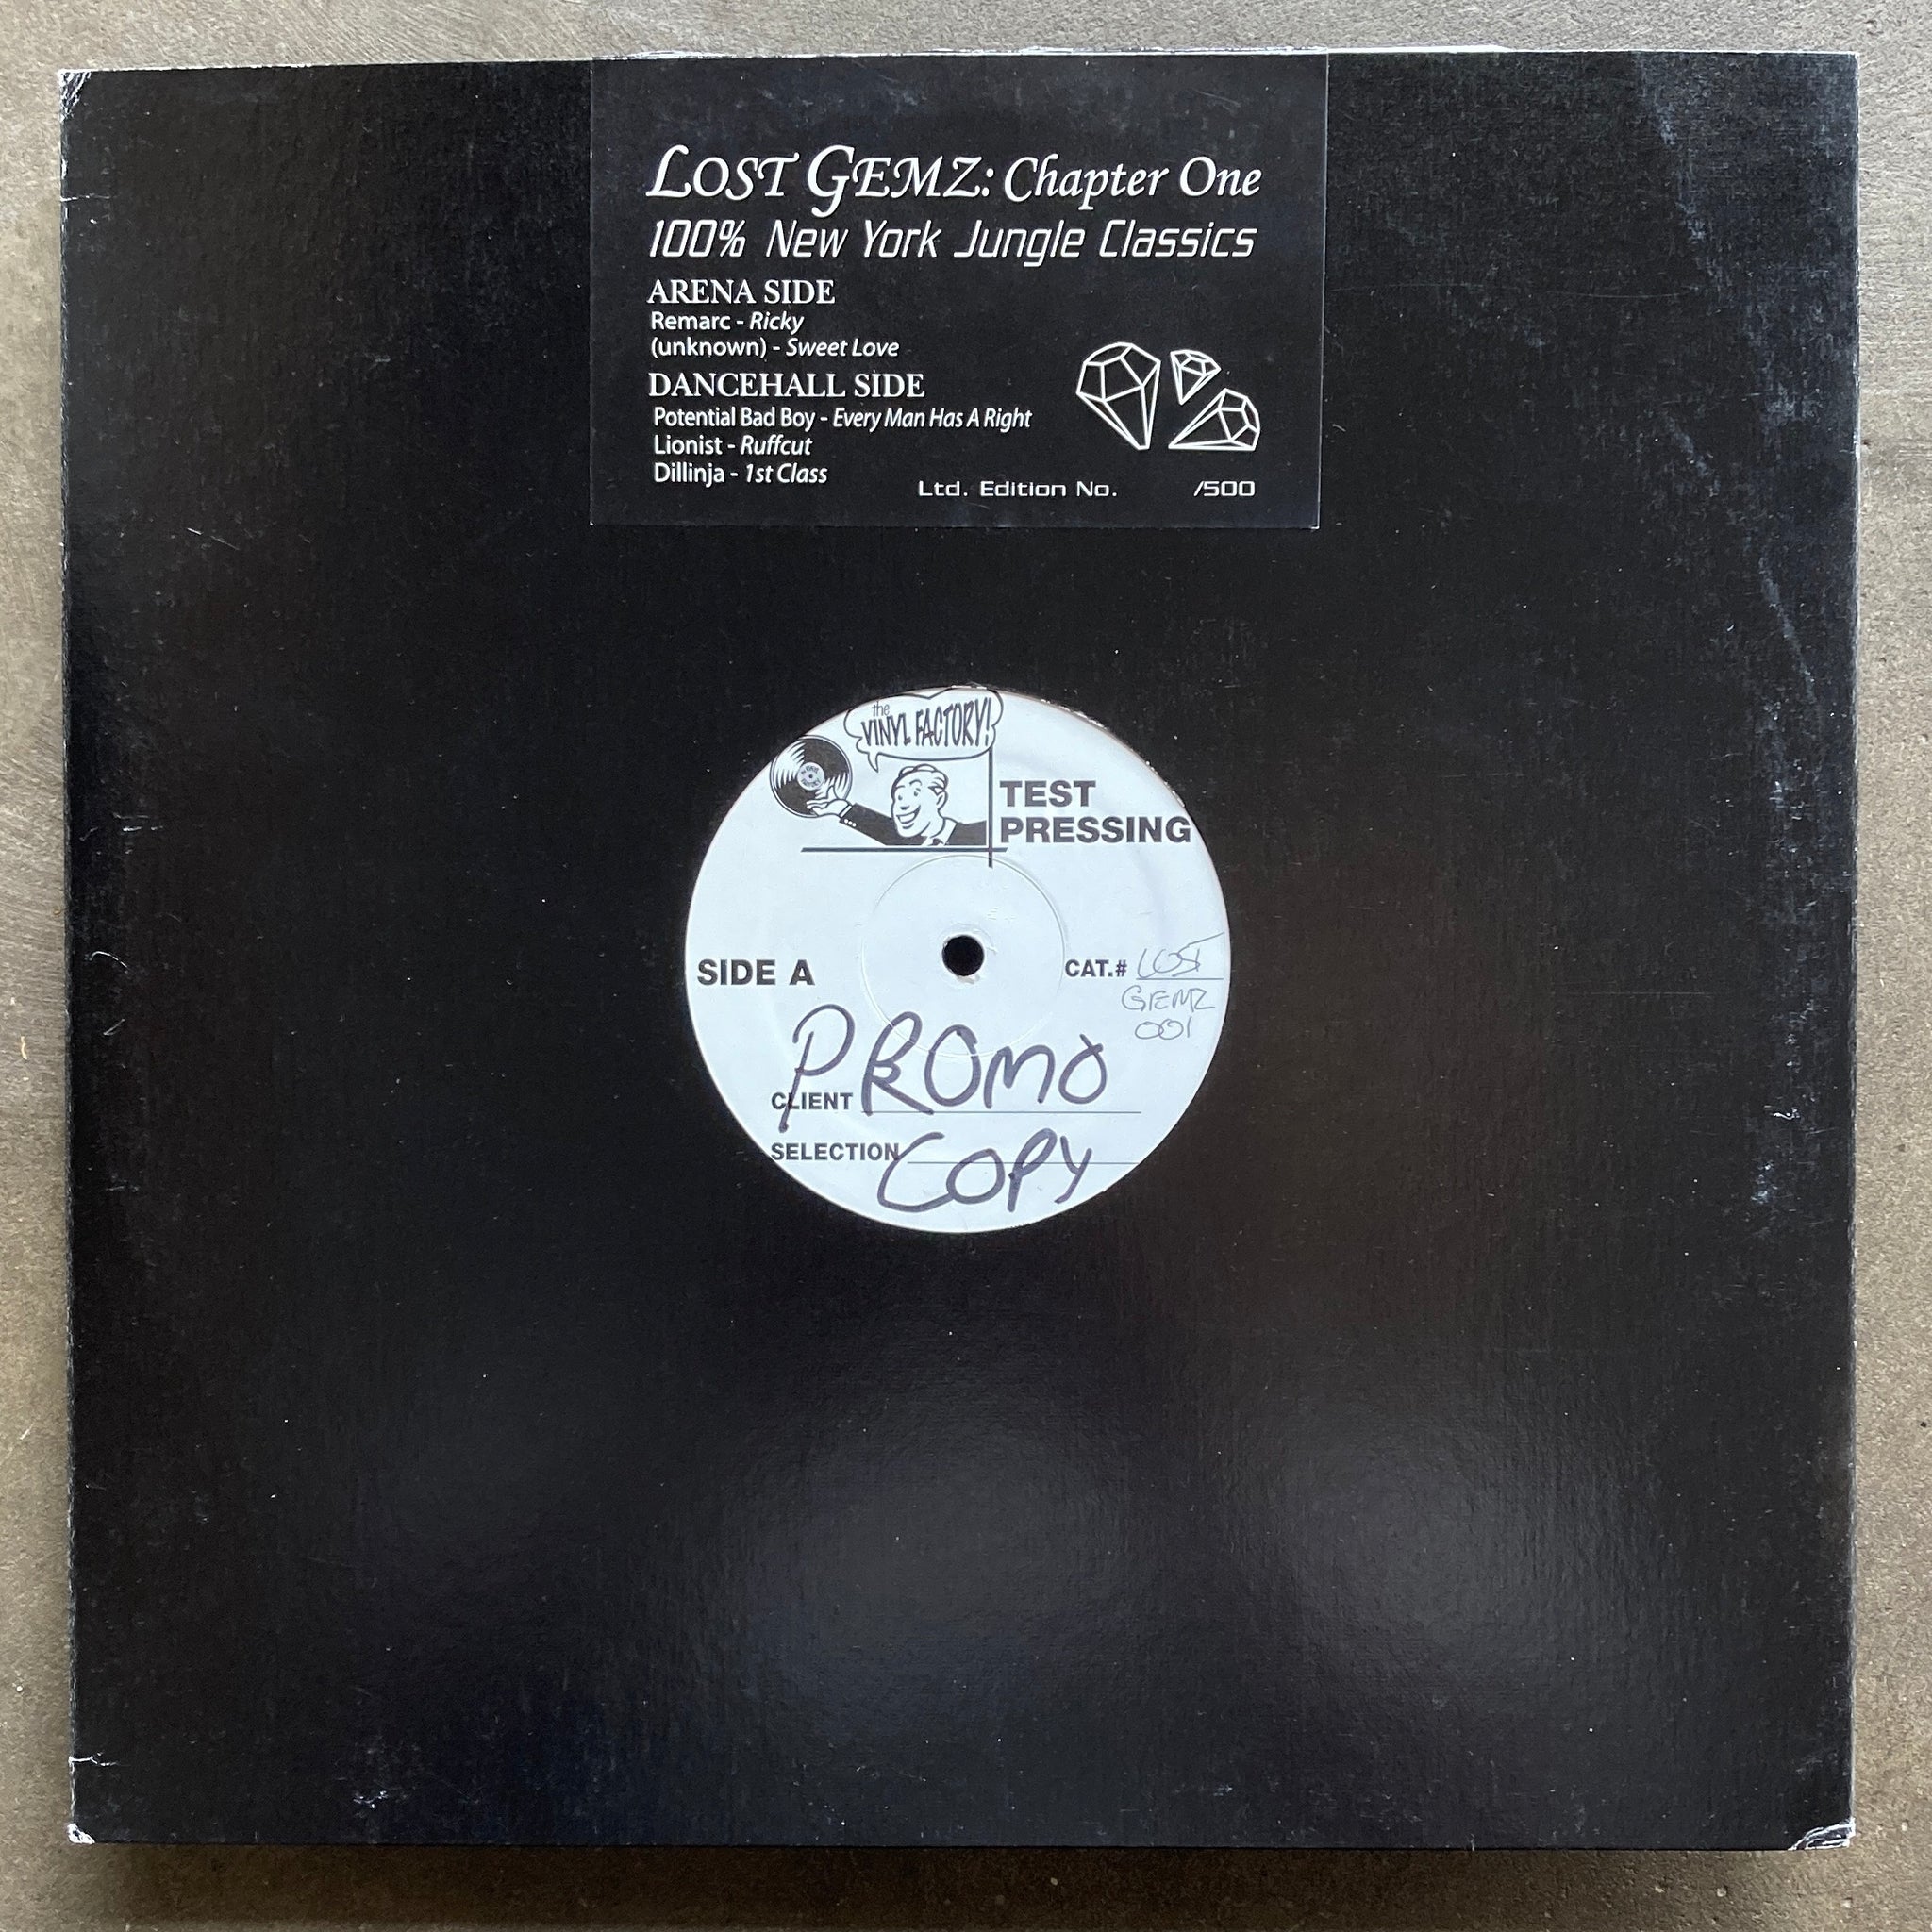 LOST GEMZ: Chapter One
100% New York Jungle Classics
ARENA SIDE
Remarc - Ricky
(unknown) - Sweet Love
DANCEHALL SIDE
Potential Bad Boy - Every Man Has A Right
Lionist - Ruffcut
Dillinja - 1st Class
Ltd. Edition No. /500
the
VINYL FACTORY!
TEST
PRESSING
SIDE A
CAT.# LOST
GEMZ
001
PROMO
CLIENT
SELECTION
COPY